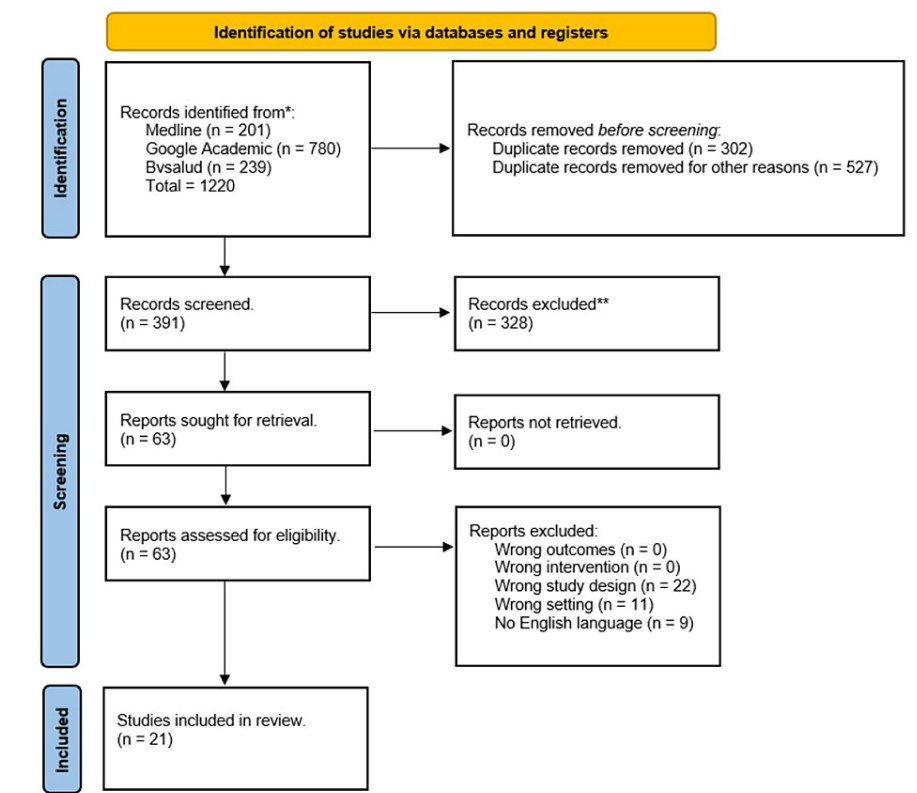 Identification of studies via databases and registers
Identification
Records identified from*:
Medline (n = 201)
Google Academic (n = 780)
Bvsalud (n = 239)
Total = 1220
Records removed before screening:
Duplicate records removed (n = 302)
Duplicate records removed for other reasons (n = 527)
Screening
Records screened.
(n = 391)
Records excluded**
(n = 328)
Reports sought for retrieval.
(n = 63)
Reports not retrieved.
(n = 0)
Reports assessed for eligibility.
(n = 63)
Reports excluded:
Wrong outcomes (n = 0)
Wrong intervention (n = 0)
Wrong study design (n = 22)
Wrong setting (n = 11)
No English language (n = 9)
Included
Studies included in review.
(n = 21)